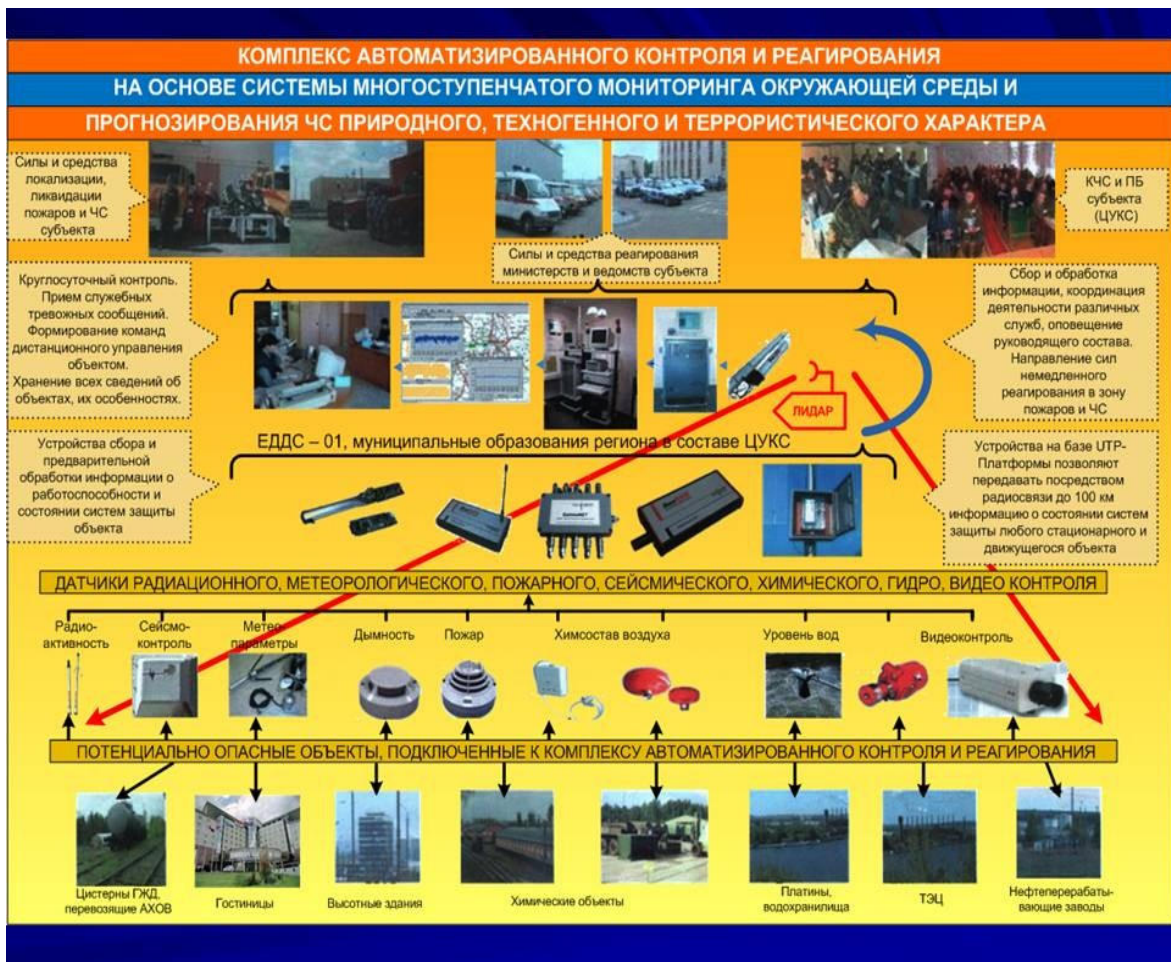 КОМПЛЕКС АВТОМАТИЗИРОВАННОГО КОНТРОЛЯ И РЕАГИРОВАНИЯ
НА ОСНОВЕ СИСТЕМЫ МНОГОСТУПЕНЧАТОГО МОНИТОРИНГА ОКРУЖАЮЩЕЙ СРЕДЫ И
ПРОГНОЗИРОВАНИЯ ЧС ПРИРОДНОГО, ТЕХНОГЕННОГО И ТЕРРОРИСТИЧЕСКОГО ХАРАКТЕРА
Силы и средства
локализации,
ликвидации
пожаров и ЧС
субъекта
Силы и средства реагирования
министерств и ведомств субъекта
КЧС и ПБ
субъекта
(ЦУКС)
Круглосуточный контроль.
Прием служебных
тревожных сообщений.
Формирование команд
дистанционного управления
объектом.
Хранение всех сведений об
объектах, их особенностях.
Сбор и обработка
информации, координация
деятельности различных
служб, оповещение
руководящего состава.
Направление сил
немедленного
реагирования в зону
пожаров и ЧС
ЛИДАР
ЕДДС – 01, муниципальные образования региона в составе ЦУКС
Устройства сбора и
предварительной
обработки информации о
работоспособности и
состоянии систем защиты
объекта
Устройства на базе UTP-
Платформы позволяют
передавать посредством
радиосвязи до 100 км
информацию о состоянии систем
защиты любого стационарного и
движущегося объекта
ДАТЧИКИ РАДИАЦИОННОГО, МЕТЕОРОЛОГИЧЕСКОГО, ПОЖАРНОГО, СЕЙСМИЧЕСКОГО, ХИМИЧЕСКОГО, ГИДРО, ВИДЕО КОНТРОЛЯ
Радио-
активность
Сейсмо-
контроль
Метео-
параметры
Дымность
Пожар
Химсостав воздуха
Уровень вод
Видеоконтроль
ПОТЕНЦИАЛЬНО ОПАСНЫЕ ОБЪЕКТЫ, ПОДКЛЮЧЕННЫЕ К КОМПЛЕКСУ АВТОМАТИЗИРОВАННОГО КОНТРОЛЯ И РЕАГИРОВАНИЯ
Цистерны ГЖД,
перевозящие АХОВ
Гостиницы
Высотные здания
Химические объекты
Платины,
водохранилища
ТЭЦ
Нефтеперерабаты-
вающие заводы